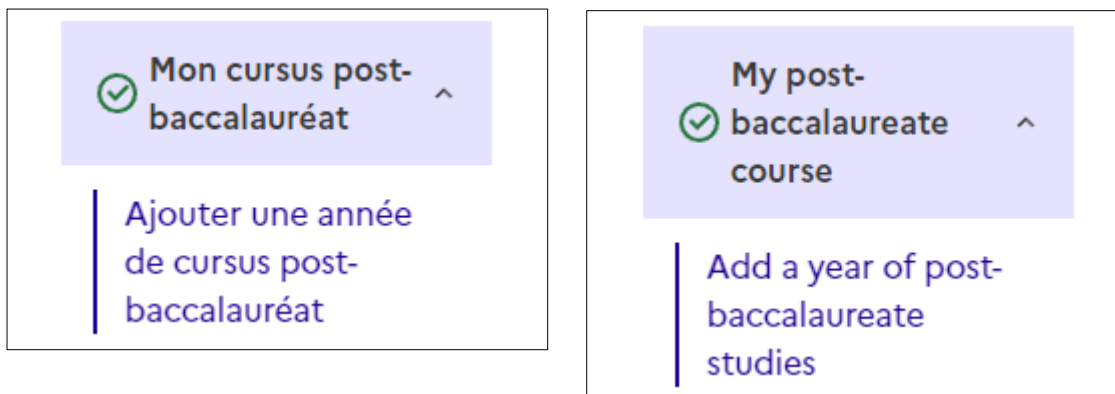 Mon cursus post-
baccalauréat
Ajouter une année
de cursus post-
baccalauréat
My post-
baccalaureate
course
Add a year of post-
baccalaureate
studies